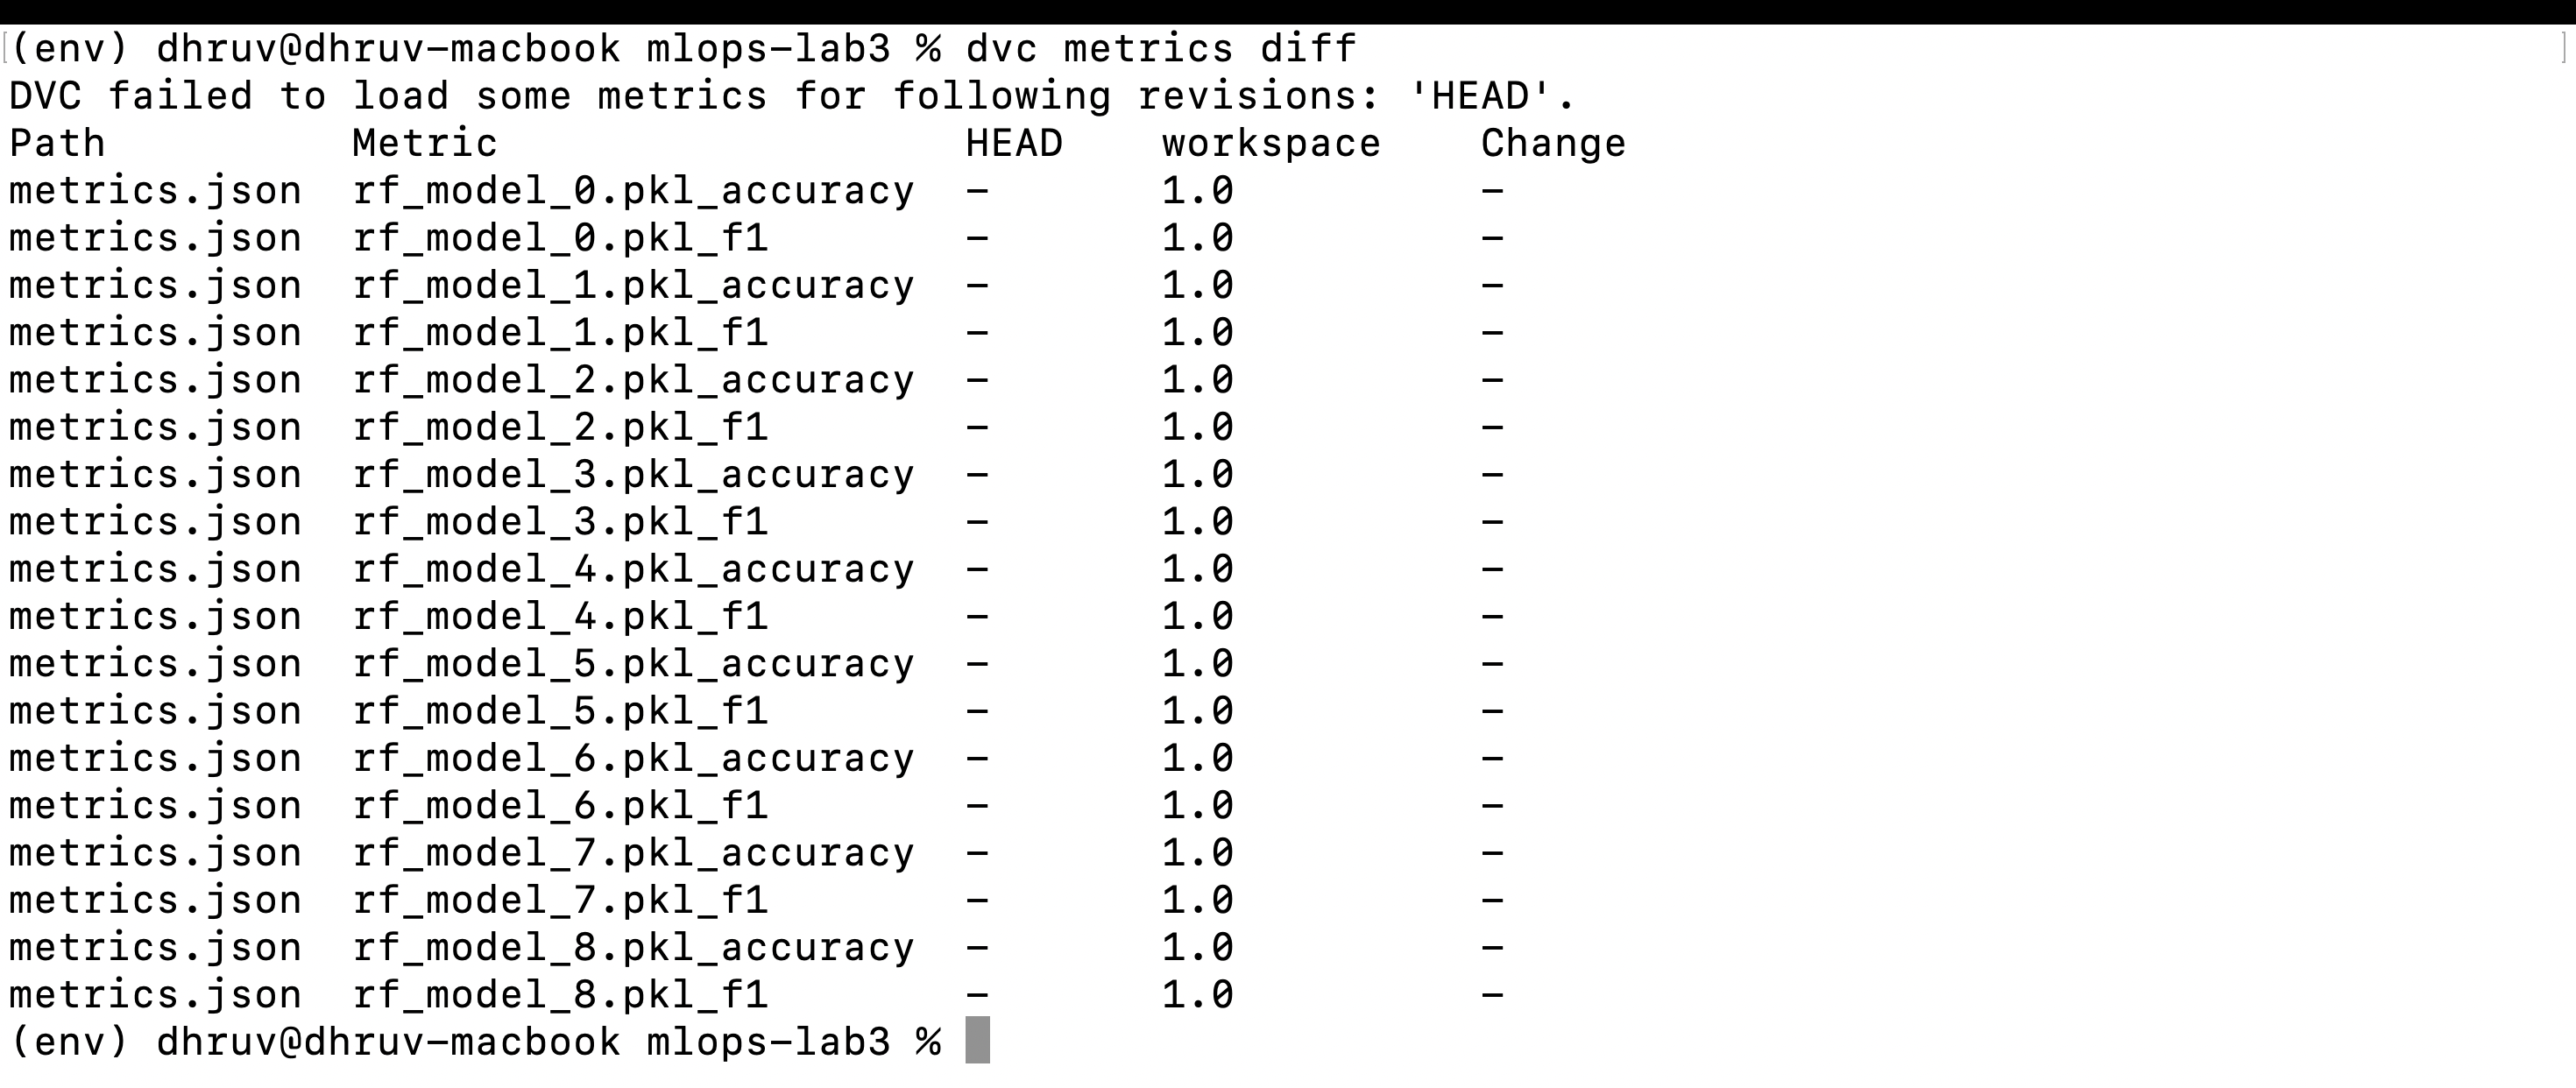 (env) dhruv@dhruv-macbook mlops-lab3 % dvc metrics diff
DVC failed to load some metrics for following revisions: 'HEAD'.
Path Metric HEAD workspace Change
metrics.json rf_model_0.pkl_accuracy - 1.0 -
metrics.json rf_model_0.pkl_f1 - 1.0 -
metrics.json rf_model_1.pkl_accuracy - 1.0 -
metrics.json rf_model_1.pkl_f1 - 1.0 -
metrics.json rf_model_2.pkl_accuracy - 1.0 -
metrics.json rf_model_2.pkl_f1 - 1.0 -
metrics.json rf_model_3.pkl_accuracy - 1.0 -
metrics.json rf_model_3.pkl_f1 - 1.0 -
metrics.json rf_model_4.pkl_accuracy - 1.0 -
metrics.json rf_model_4.pkl_f1 - 1.0 -
metrics.json rf_model_5.pkl_accuracy - 1.0 -
metrics.json rf_model_5.pkl_f1 - 1.0 -
metrics.json rf_model_6.pkl_accuracy - 1.0 -
metrics.json rf_model_6.pkl_f1 - 1.0 -
metrics.json rf_model_7.pkl_accuracy - 1.0 -
metrics.json rf_model_7.pkl_f1 - 1.0 -
metrics.json rf_model_8.pkl_accuracy - 1.0 -
metrics.json rf_model_8.pkl_f1 - 1.0 -
(env) dhruv@dhruv-macbook mlops-lab3 %